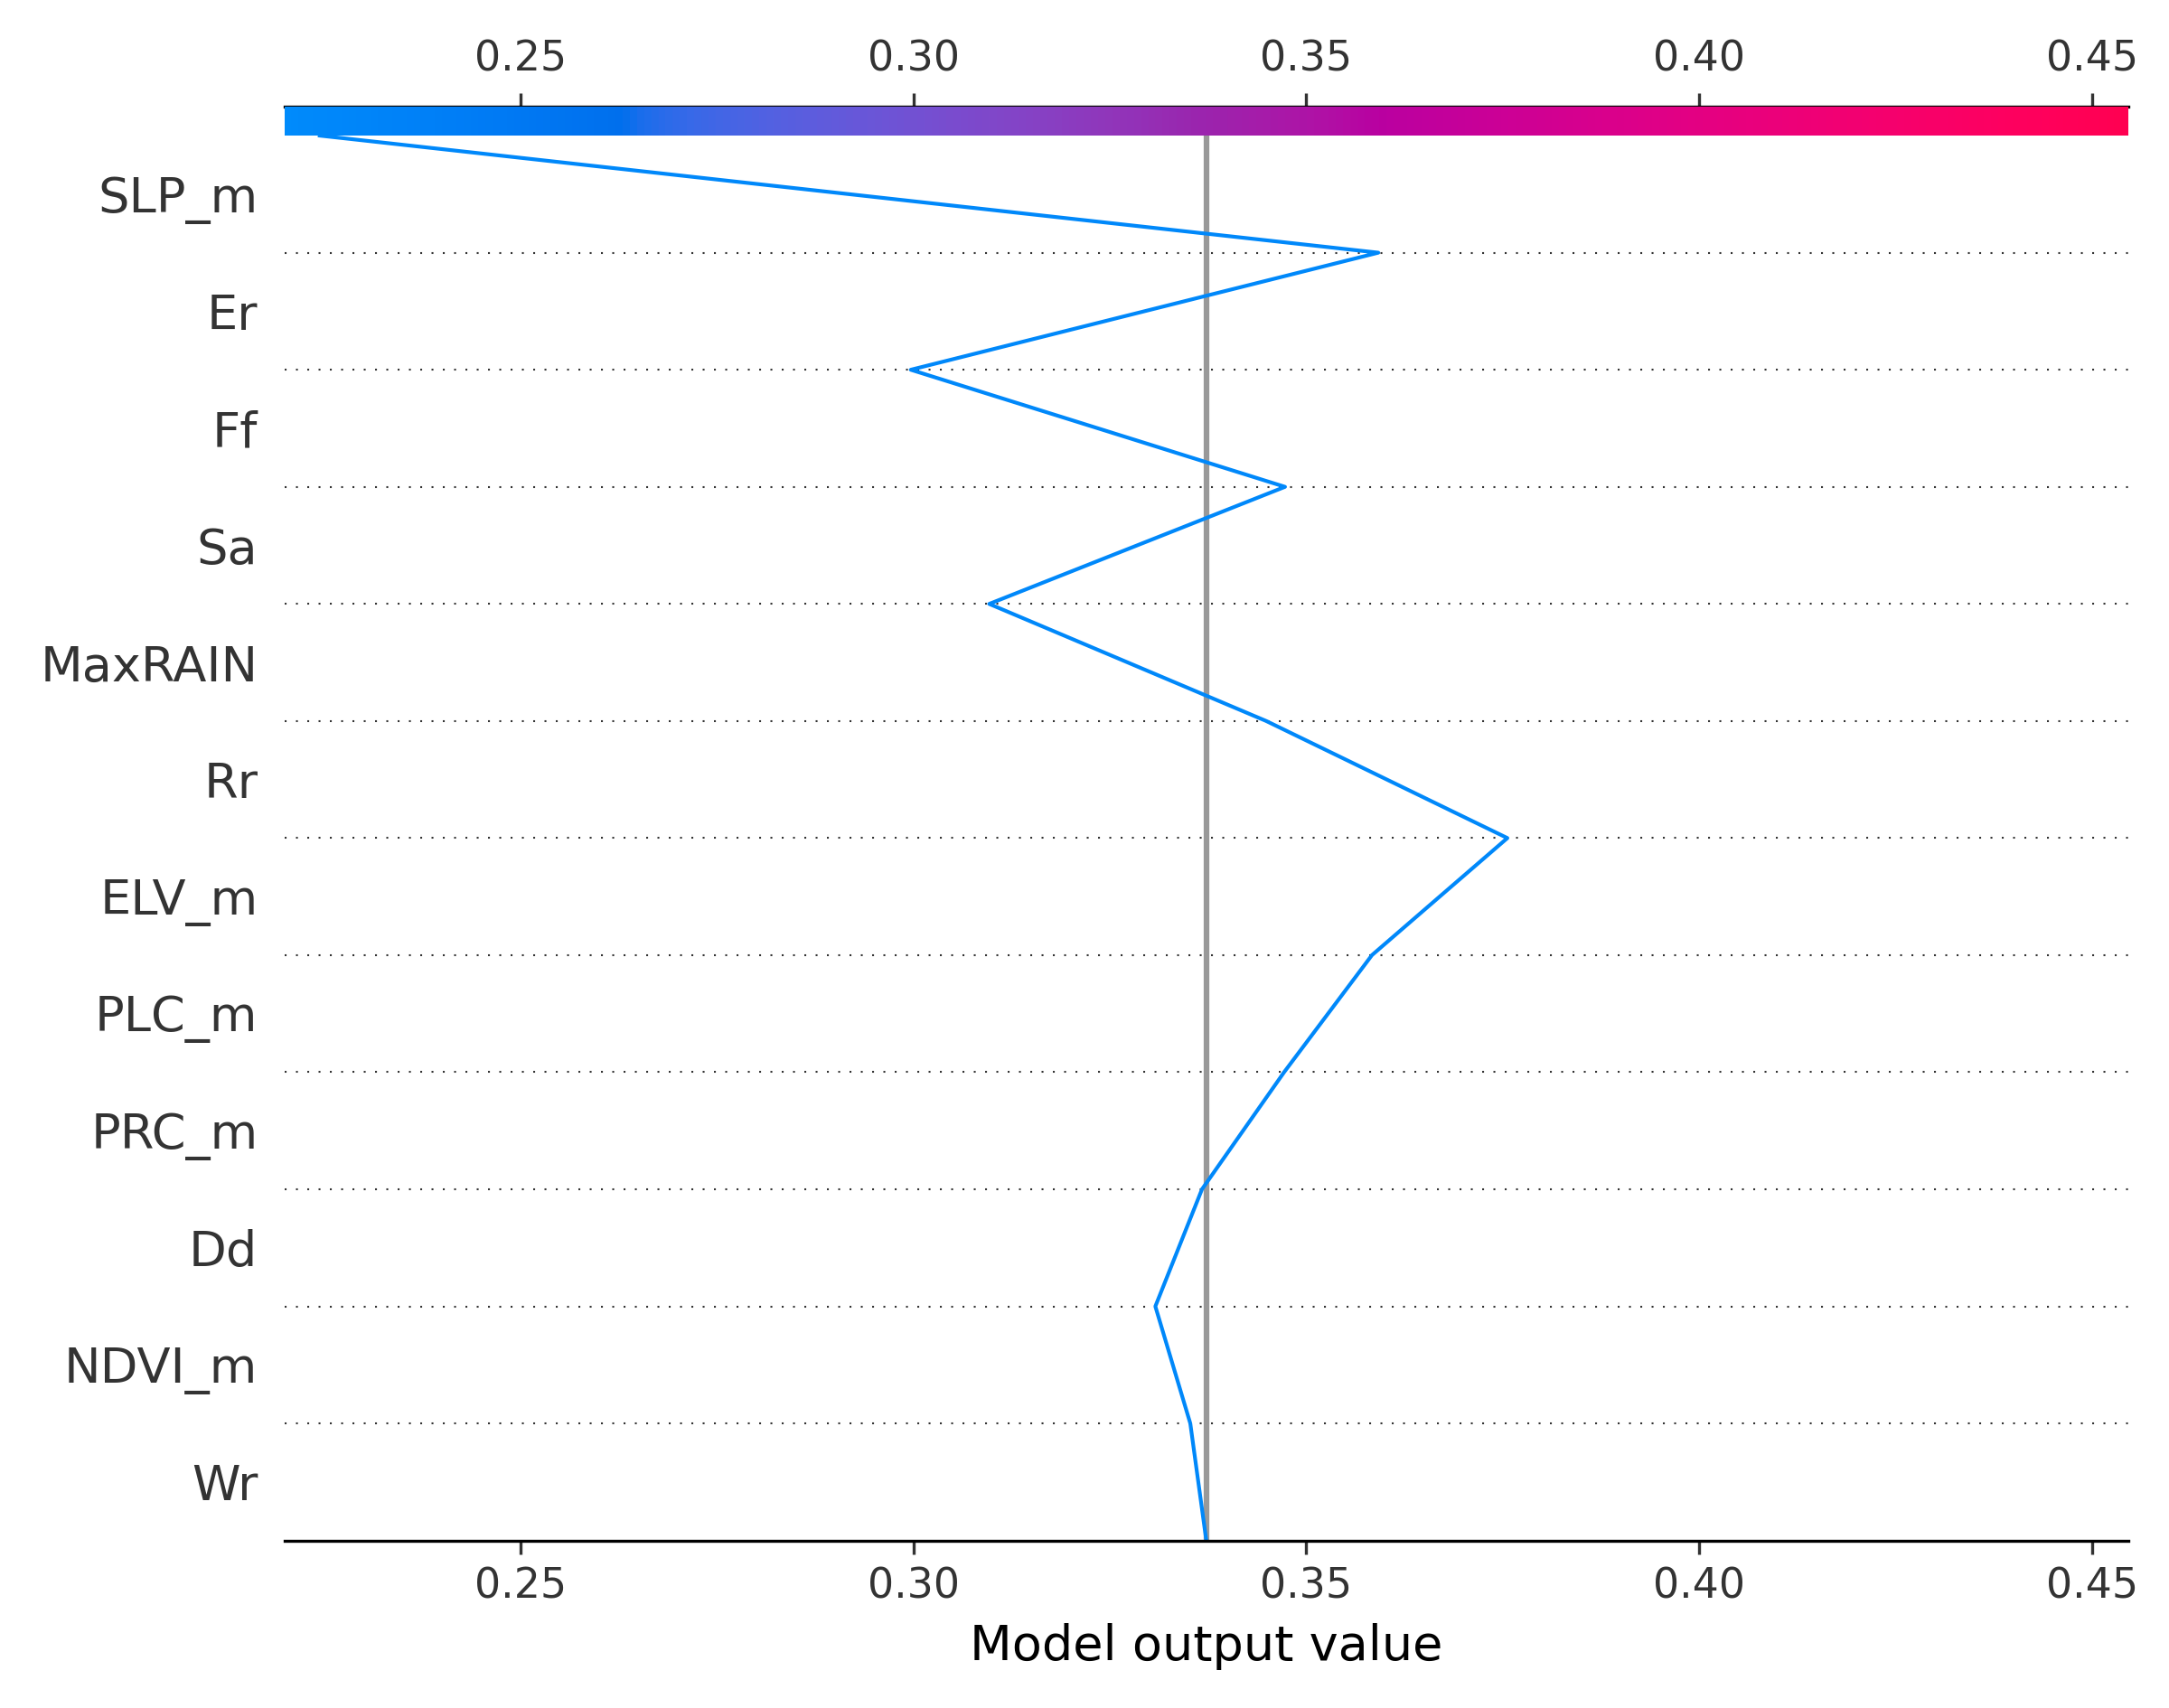 0.25 0.30 0.35 0.40 0.45
SLP_m
Er
Ff
Sa
MaxRAIN
Rr
ELV_m
PLC_m
PRC_m
Dd
NDVI_m
Wr
0.25 0.30 0.35 0.40 0.45
Model output value